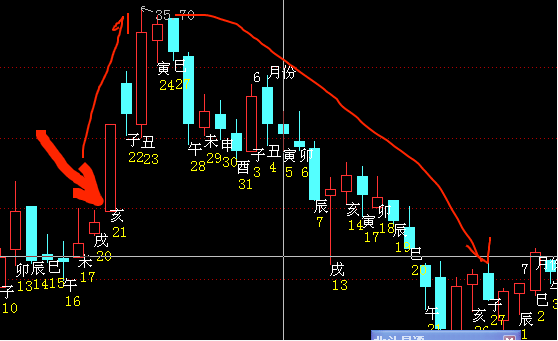 35.70
寅
24
巳
27
6
月份
子
22
丑
23
午
28
未
29
申
30
酉
31
子
3
丑
4
寅
5
卯
6
亥
21
戌
20
未
17
午
16
巳
15
辰
14
卯
13
子
10
辰
7
戌
13
亥
14
寅
17
卯
18
辰
巳
午
亥
26
子
27
辰
1
巳
2
7
月